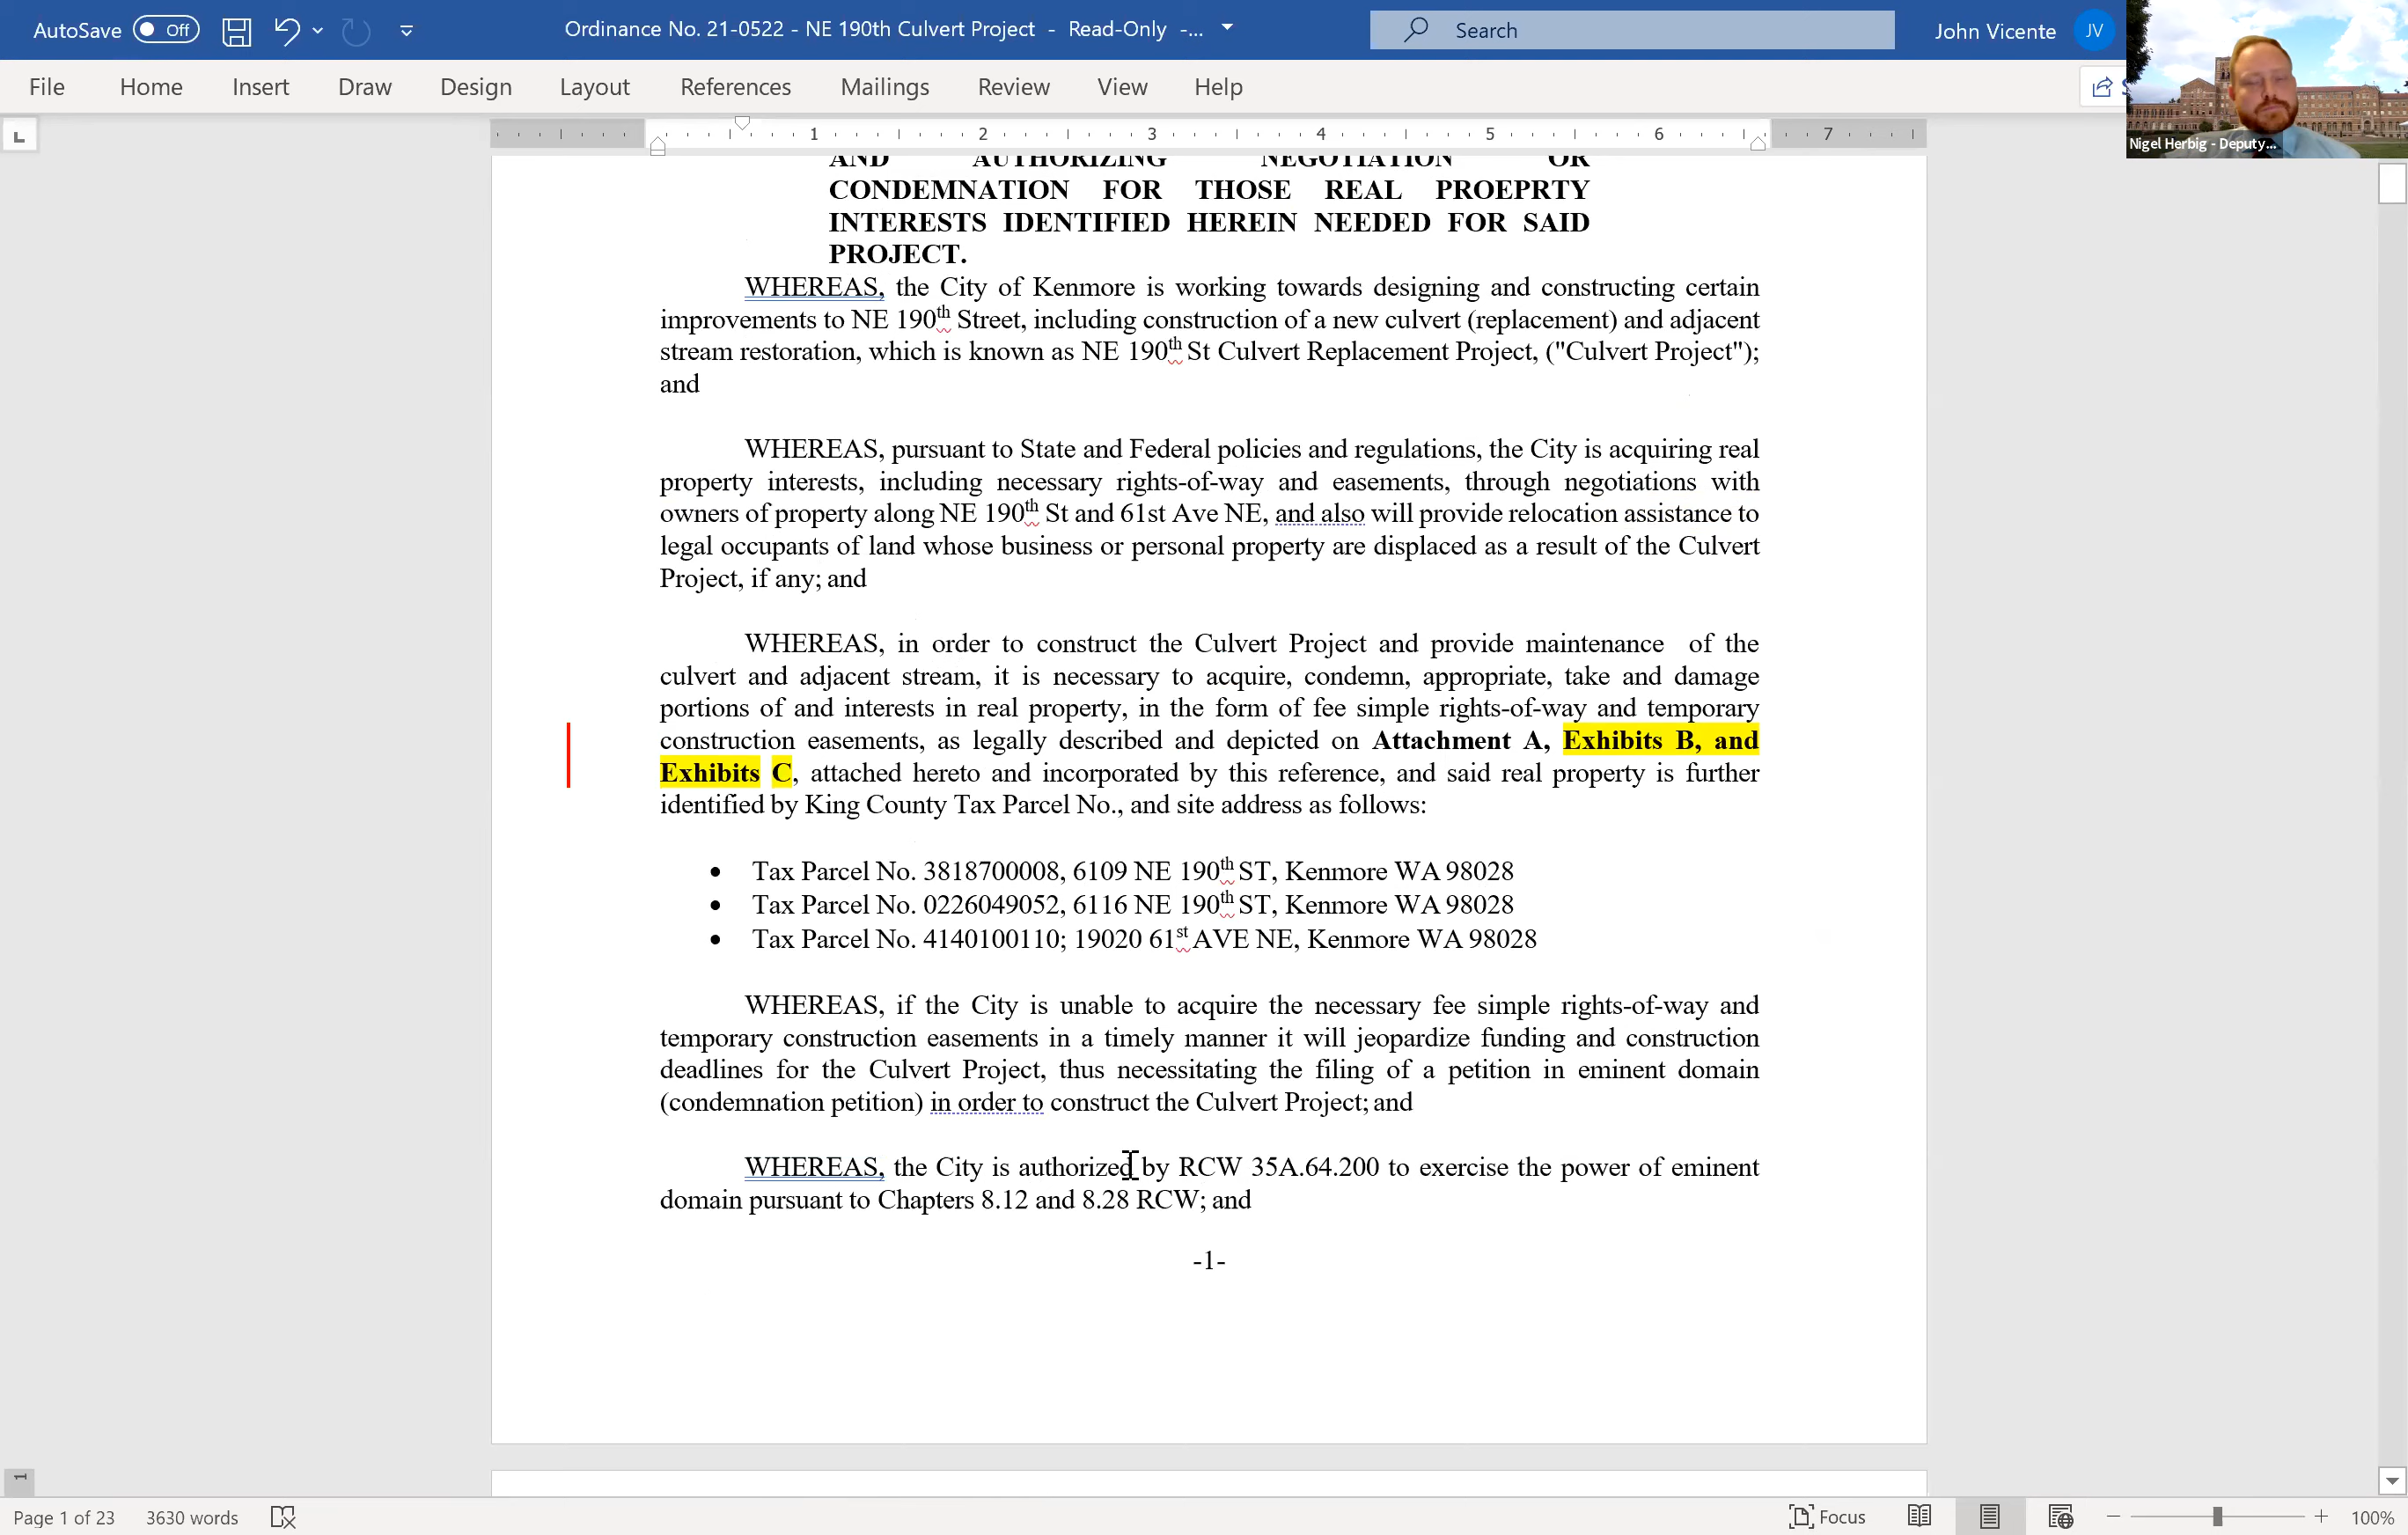 AutoSave Off Ordinance No. 21-0522 - NE 190th Culvert Project - Read-Only -... Search John Vicente JV
File Home Insert Draw Design Layout References Mailings Review View Help
Nigel Herbig - Deputy...
1 2 3 4 5 6 7
AND AUTHORIZING NEGOTIATION OR
CONDEMNATION FOR THOSE REAL PROEPRTY
INTERESTS IDENTIFIED HEREIN NEEDED FOR SAID
PROJECT.
WHEREAS, the City of Kenmore is working towards designing and constructing certain
improvements to NE 190th Street, including construction of a new culvert (replacement) and adjacent
stream restoration, which is known as NE 190th St Culvert Replacement Project, ("Culvert Project");
and
WHEREAS, pursuant to State and Federal policies and regulations, the City is acquiring real
property interests, including necessary rights-of-way and easements, through negotiations with
owners of property along NE 190th St and 61st Ave NE, and also will provide relocation assistance to
legal occupants of land whose business or personal property are displaced as a result of the Culvert
Project, if any; and
WHEREAS, in order to construct the Culvert Project and provide maintenance of the
culvert and adjacent stream, it is necessary to acquire, condemn, appropriate, take and damage
portions of and interests in real property, in the form of fee simple rights-of-way and temporary
construction easements, as legally described and depicted on Attachment A, Exhibits B, and
Exhibits C, attached hereto and incorporated by this reference, and said real property is further
identified by King County Tax Parcel No., and site address as follows:
• Tax Parcel No. 3818700008, 6109 NE 190th ST, Kenmore WA 98028
• Tax Parcel No. 0226049052, 6116 NE 190th ST, Kenmore WA 98028
• Tax Parcel No. 4140100110; 19020 61st AVE NE, Kenmore WA 98028
WHEREAS, if the City is unable to acquire the necessary fee simple rights-of-way and
temporary construction easements in a timely manner it will jeopardize funding and construction
deadlines for the Culvert Project, thus necessitating the filing of a petition in eminent domain
(condemnation petition) in order to construct the Culvert Project; and
WHEREAS, the City is authorized by RCW 35A.64.200 to exercise the power of eminent
domain pursuant to Chapters 8.12 and 8.28 RCW; and
-1-
1
Page 1 of 23 3630 words Focus 100%